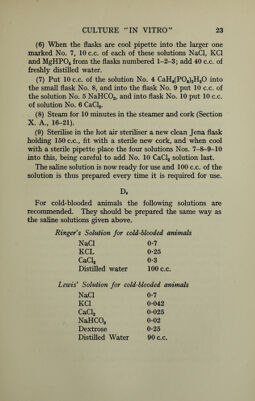 CULTURE "IN VITRO" 23
(6) When the flasks are cool pipette into the larger one
marked No. 7, 10 c.c. of each of these solutions NaCl, KCl
and MgHPO₄ from the flasks numbered 1–2–3; add 40 c.c. of
freshly distilled water.
(7) Put 10 c.c. of the solution No. 4 CaH₄(PO₄)₂H₂O into
the small flask No. 8, and into the flask No. 9 put 10 c.c. of
the solution No. 5 NaHCO₃, and into flask No. 10 put 10 c.c.
of solution No. 6 CaCl₂.
(8) Steam for 10 minutes in the steamer and cork (Section
X. A., 16–21).
(9) Sterilise in the hot air steriliser a new clean Jena flask
holding 150 c.c., fit with a sterile new cork, and when cool
with a sterile pipette place the four solutions Nos. 7–8–9–10
into this, being careful to add No. 10 CaCl₂ solution last.
The saline solution is now ready for use and 100 c.c. of the
solution is thus prepared every time it is required for use.
D,
For cold-blooded animals the following solutions are
recommended. They should be prepared the same way as
the saline solutions given above.
Ringer's Solution for cold-blooded animals
NaCl 0·7
KCL 0·25
CaCl₂ 0·3
Distilled water 100 c.c.
Lewis' Solution for cold-blooded animals
NaCl 0·7
KCl 0·042
CaCl₂ 0·025
NaHCO₃ 0·02
Dextrose 0·25
Distilled Water 90 c.c.